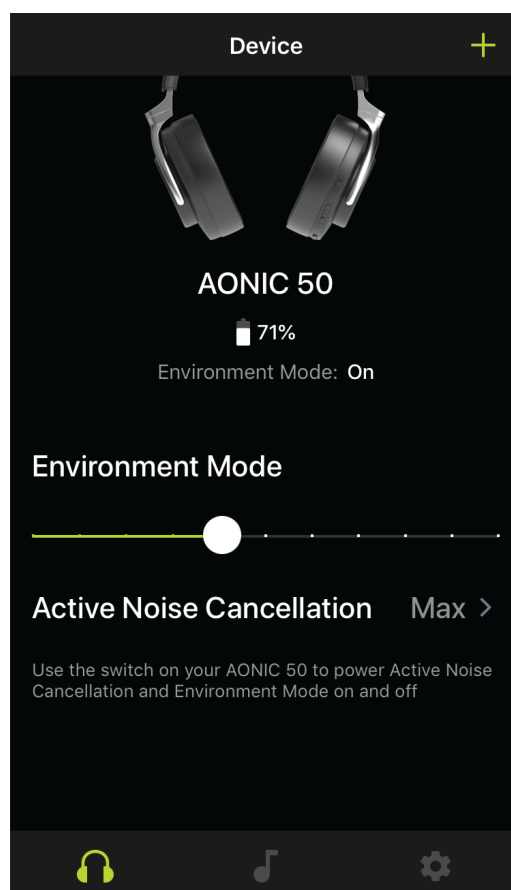 Device
AONIC 50
71%
Environment Mode: On
Environment Mode
Active Noise Cancellation Max
Use the switch on your AONIC 50 to power Active Noise
Cancellation and Environment Mode on and off